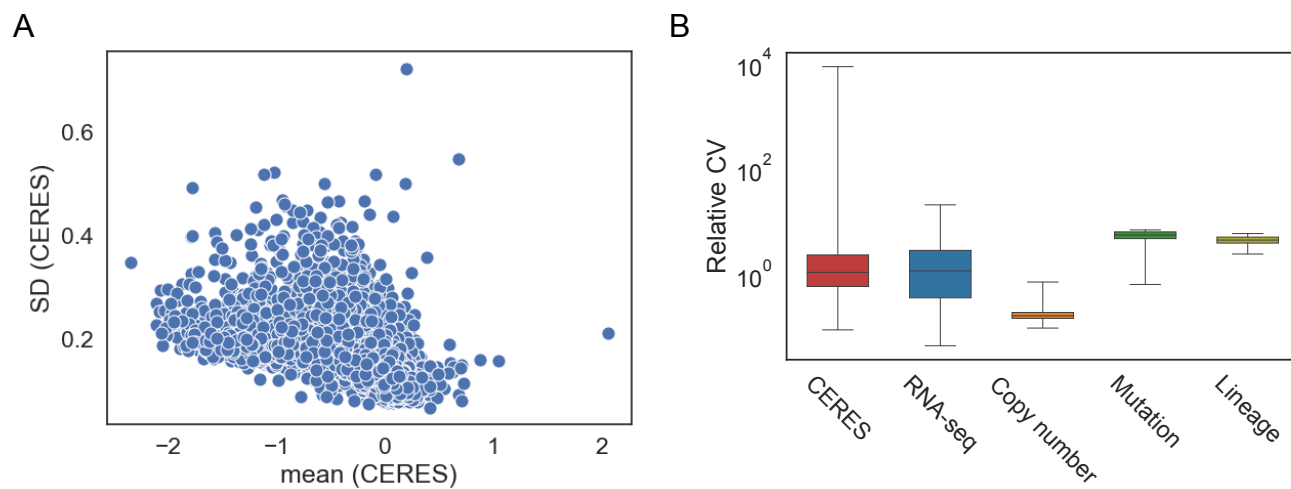 A
B
SD (CERES)
0.6
0.4
0.2
−2
−1
0
1
2
mean (CERES)
Relative CV
10^4
10^2
10^0
CERES
RNA-seq
Copy number
Mutation
Lineage